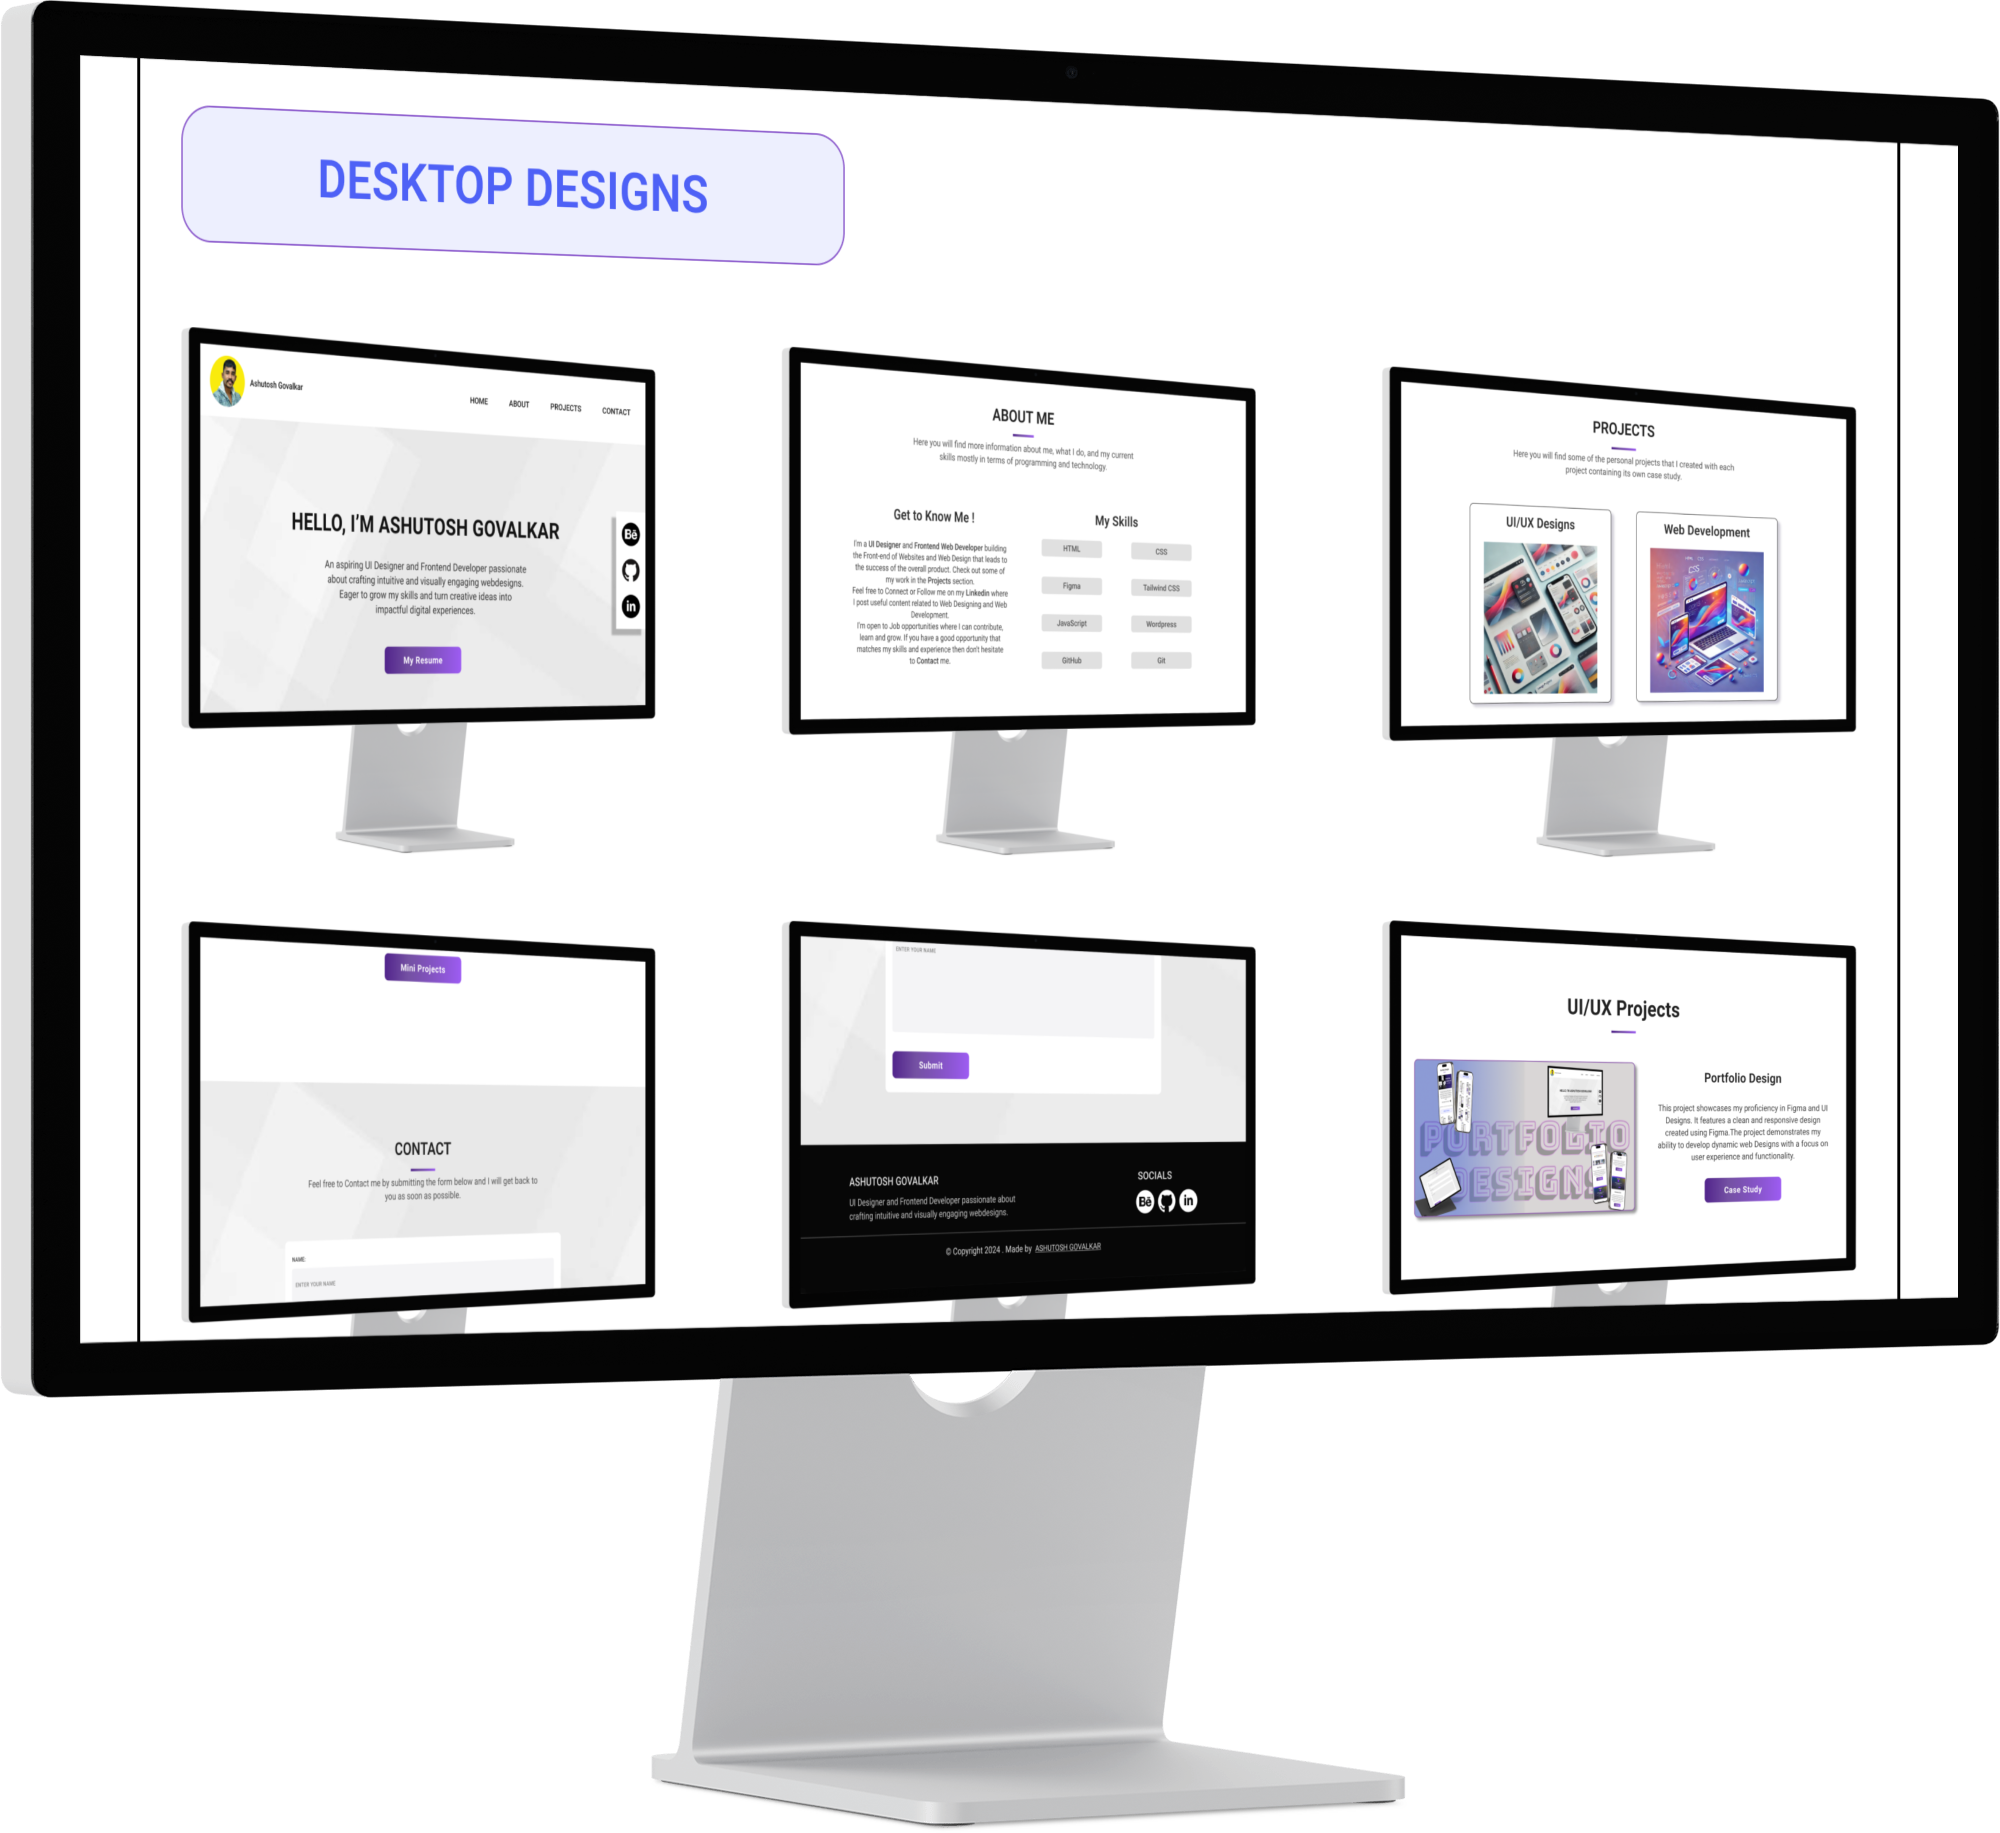 DESKTOP DESIGNS
Ashutosh Govalkar
HOME ABOUT PROJECTS CONTACT
HELLO, I'M ASHUTOSH GOVALKAR
An aspiring UI Designer and Frontend Developer passionate
about crafting intuitive and visually engaging webdesigns.
Eager to grow my skills and turn creative ideas into
impactful digital experiences.
My Resume
Bē
in
ABOUT ME
Here you will find more information about me, what I do, and my current
skills mostly in terms of programming and technology.
Get to Know Me !
I'm a UI Designer and Frontend Web Developer building
the Front-end of Websites and Web Design that leads to
the success of the overall product. Check out some of
my work in the Projects section.
Feel free to Connect or Follow me on my Linkedin where
I post useful content related to Web Designing and Web
Development.
I'm open to Job opportunities where I can contribute,
learn and grow. If you have a good opportunity that
matches my skills and experience then don't hesitate
to Contact me.
My Skills
HTML CSS
Figma Tailwind CSS
JavaScript Wordpress
GitHub Git
PROJECTS
Here you will find some of the personal projects that I created with each
project containing its own case study.
UI/UX Designs
Web Development
CSS
Mini Projects
CONTACT
Feel free to Contact me by submitting the form below and I will get back to
you as soon as possible.
NAME:
ENTER YOUR NAME
ENTER YOUR NAME
Submit
ASHUTOSH GOVALKAR
UI Designer and Frontend Developer passionate about
crafting intuitive and visually engaging webdesigns.
SOCIALS
Bē in
© Copyright 2024 . Made by ASHUTOSH GOVALKAR
UI/UX Projects
PORTFOLIO
DESIGNS
Portfolio Design
This project showcases my proficiency in Figma and UI
Designs. It features a clean and responsive design
created using Figma.The project demonstrates my
ability to develop dynamic web Designs with a focus on
user experience and functionality.
Case Study